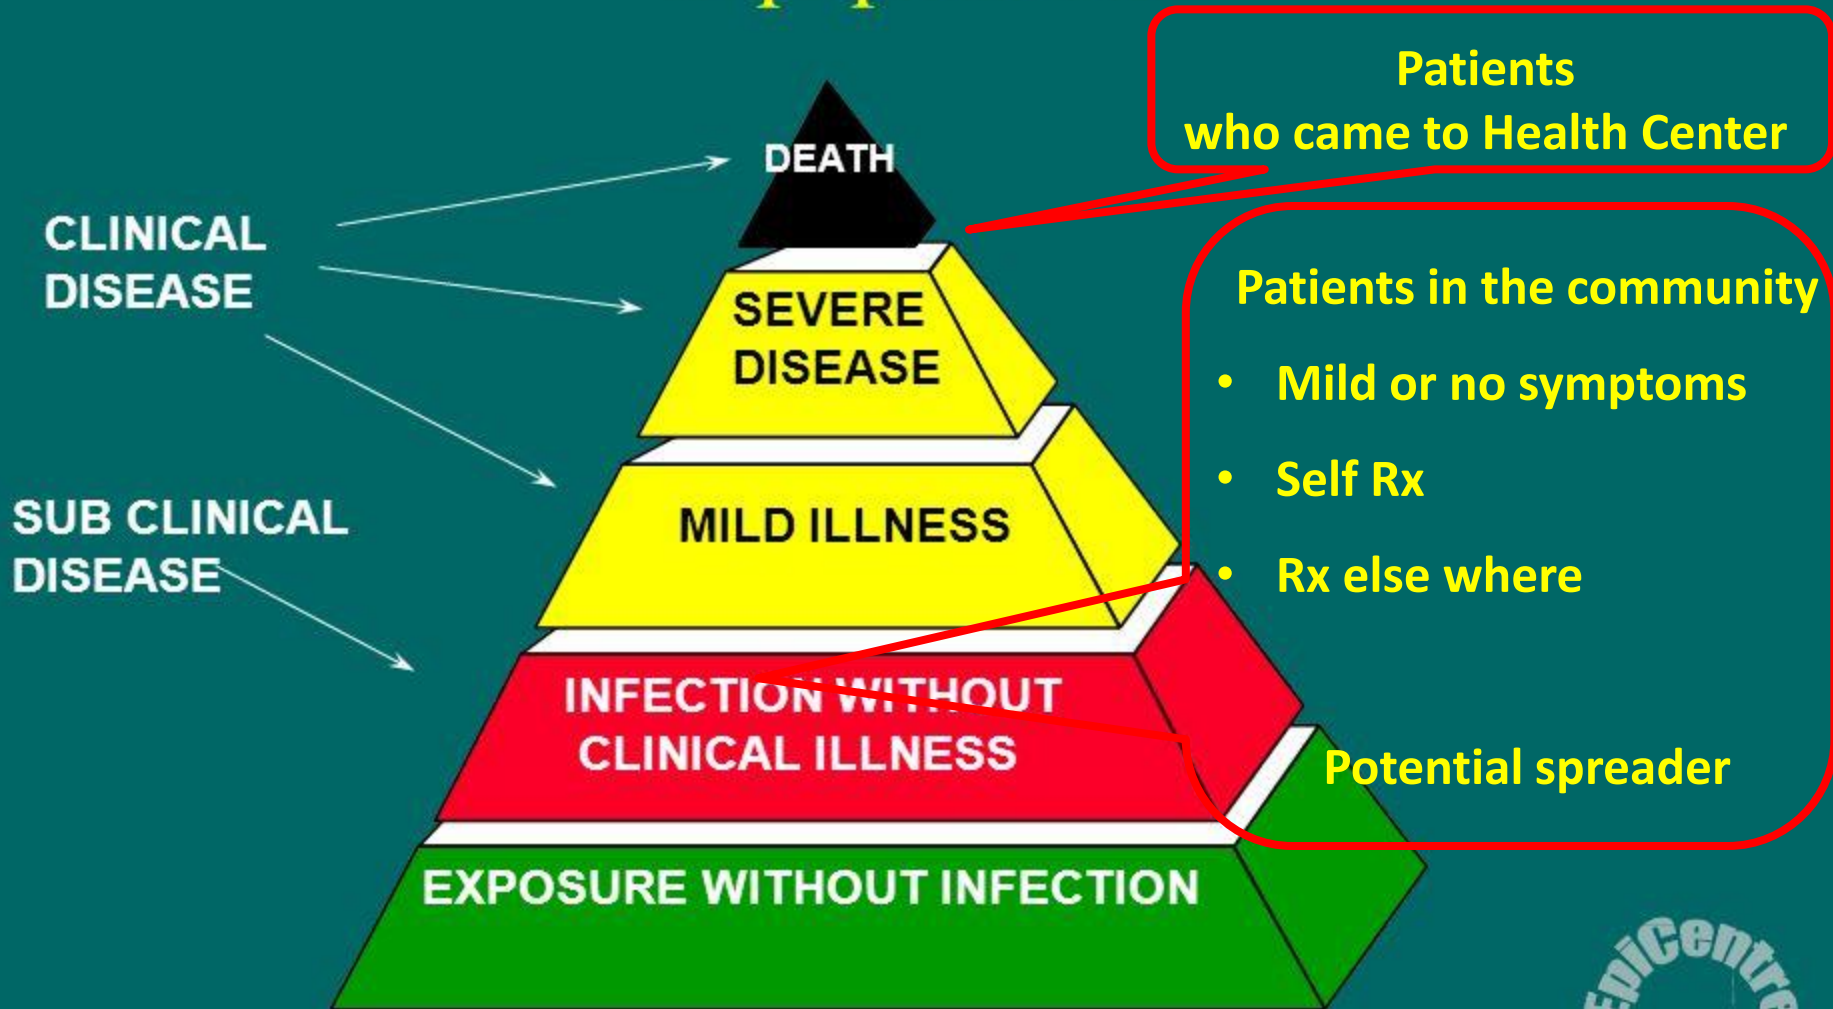 Patients
who came to Health Center
DEATH
CLINICAL
DISEASE
Patients in the community
SEVERE
DISEASE
• Mild or no symptoms
• Self Rx
SUB CLINICAL
DISEASE
MILD ILLNESS
• Rx else where
INFECTION WITHOUT
CLINICAL ILLNESS
Potential spreader
EXPOSURE WITHOUT INFECTION
EpiCentre